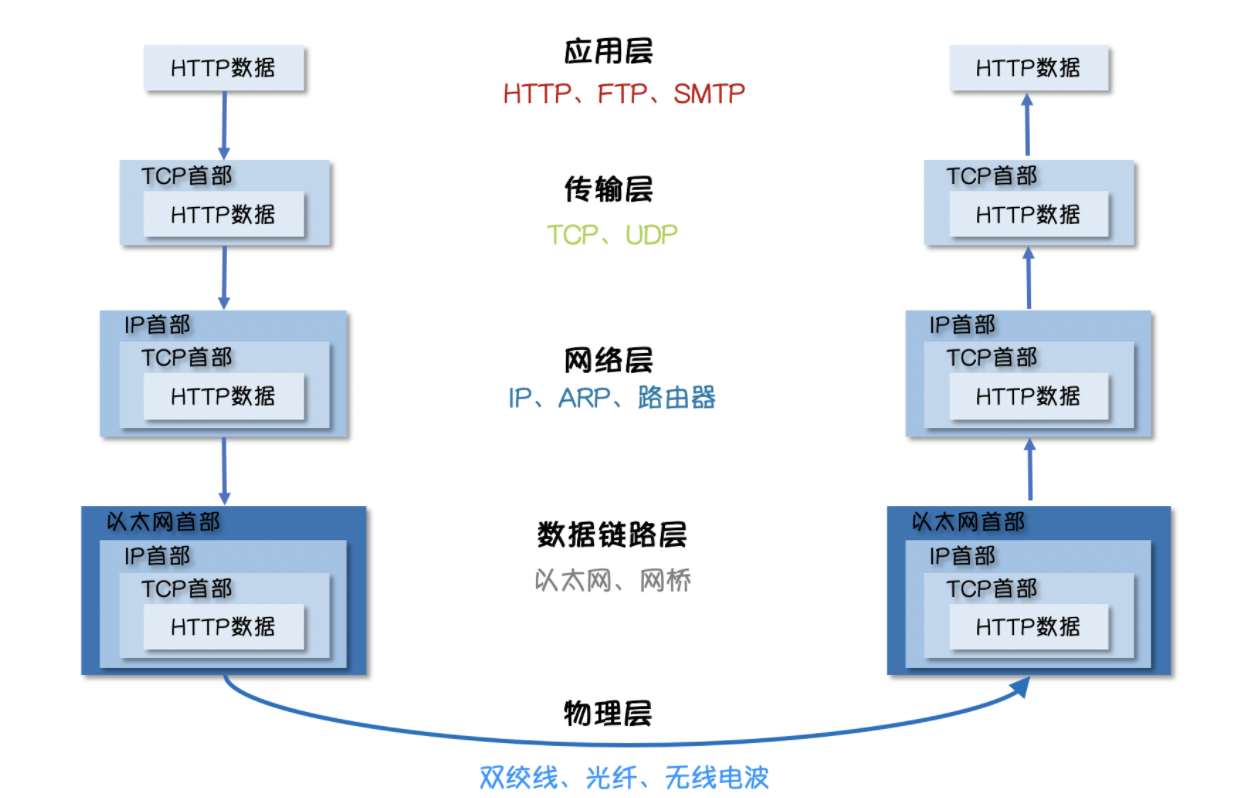 应用层
HTTP、FTP、SMTP
HTTP数据
HTTP数据
传输层
TCP、UDP
TCP首部
HTTP数据
TCP首部
HTTP数据
网络层
IP、ARP、路由器
IP首部
TCP首部
HTTP数据
IP首部
TCP首部
HTTP数据
数据链路层
以太网、网桥
以太网首部
IP首部
TCP首部
HTTP数据
以太网首部
IP首部
TCP首部
HTTP数据
物理层
双绞线、光纤、无线电波